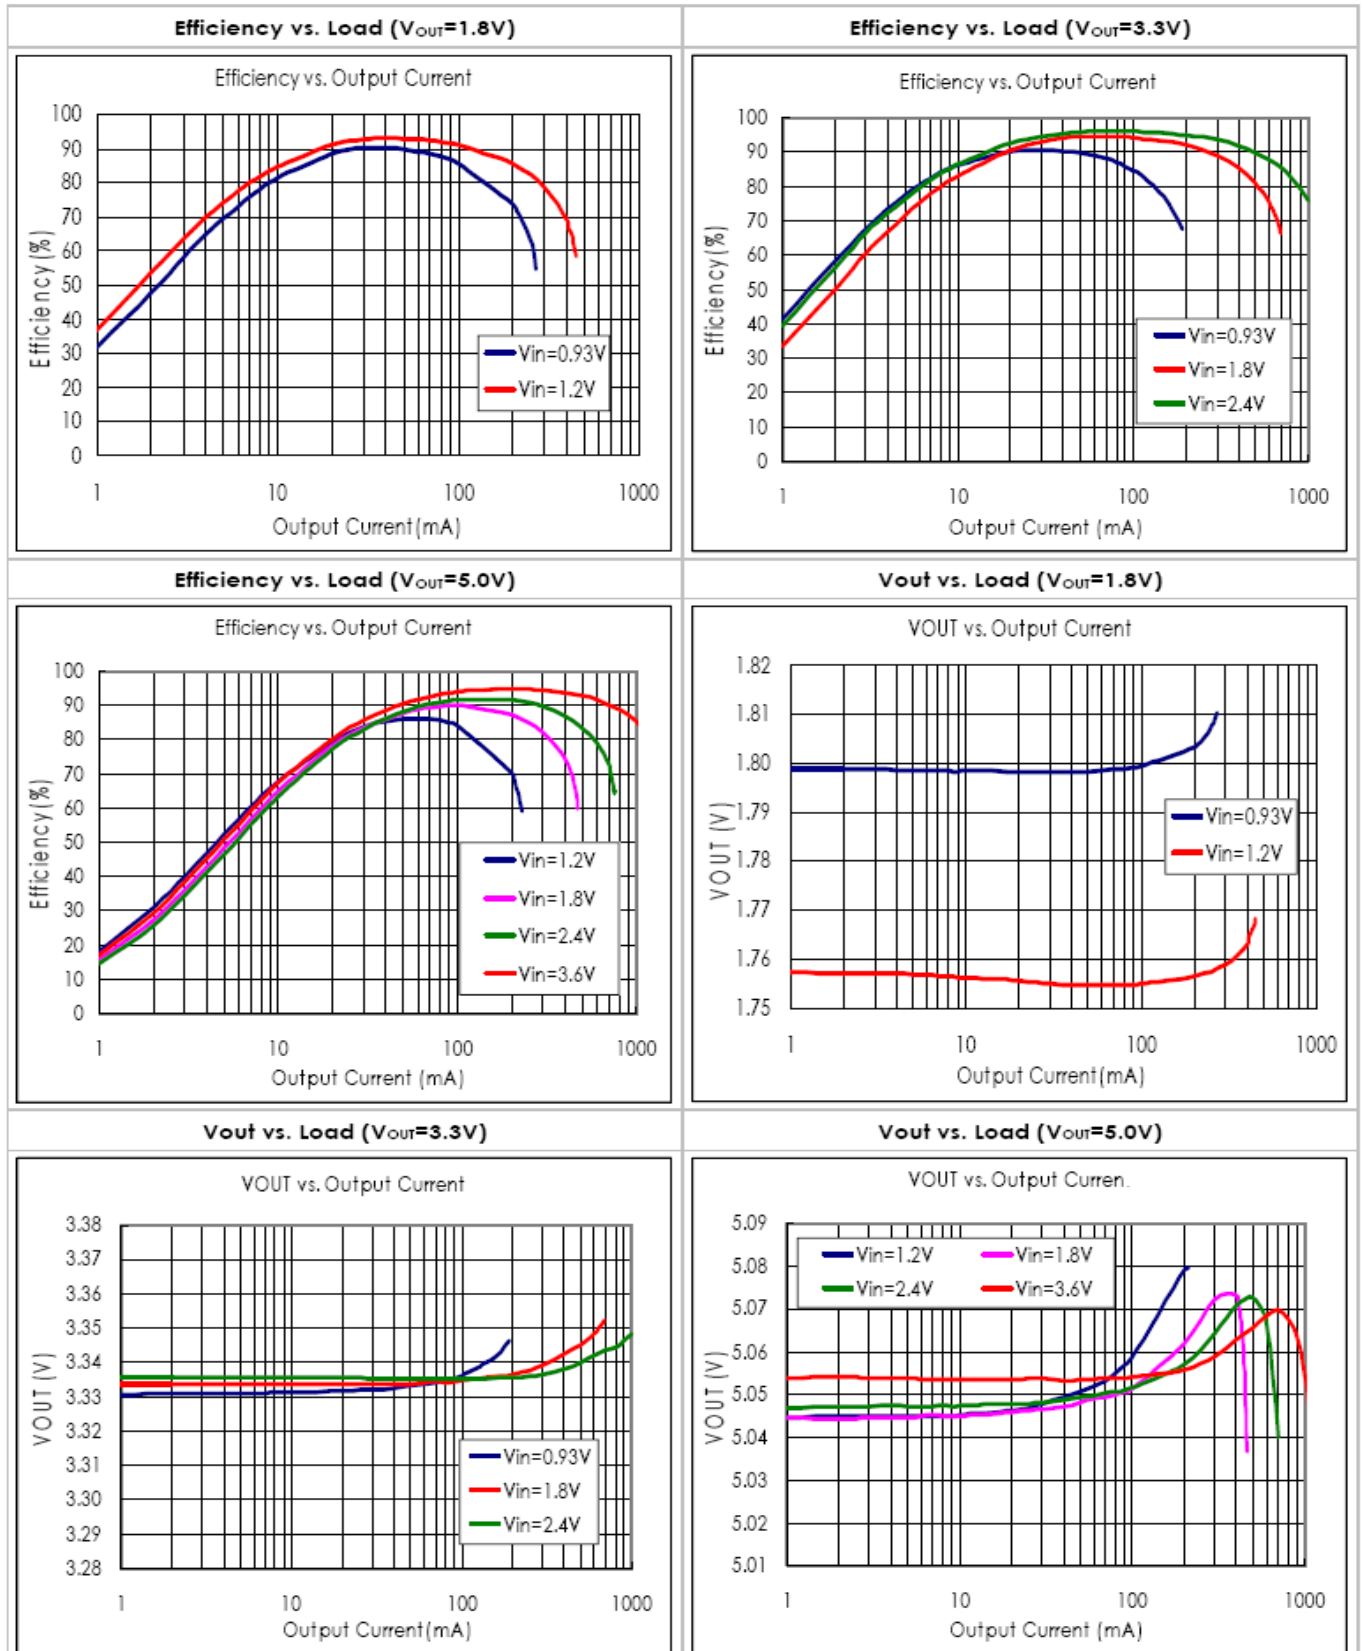 Efficiency vs. Load (VOUT=1.8V)
Efficiency vs. Output Current
100
90
80
70
60
50
40
30
20
10
0
Efficiency(%)
Vin=0.93V
Vin=1.2V
1 10 100 1000
Output Current(mA)
Efficiency vs. Load (VOUT=3.3V)
Efficiency vs. Output Current
100
90
80
70
60
50
40
30
20
10
0
Efficiency(%)
Vin=0.93V
Vin=1.8V
Vin=2.4V
1 10 100 1000
Output Current (mA)
Efficiency vs. Load (VOUT=5.0V)
Efficiency vs. Output Current
100
90
80
70
60
50
40
30
20
10
0
Efficiency(%)
Vin=1.2V
Vin=1.8V
Vin=2.4V
Vin=3.6V
1 10 100 1000
Output Current (mA)
Vout vs. Load (VOUT=1.8V)
VOUT vs. Output Current
1.82
1.81
1.80
1.79
1.78
1.77
1.76
1.75
VOUT (V)
Vin=0.93V
Vin=1.2V
1 10 100 1000
Output Current(mA)
Vout vs. Load (VOUT=3.3V)
VOUT vs. Output Current
3.38
3.37
3.36
3.35
3.34
3.33
3.32
3.31
3.30
3.29
3.28
VOUT (V)
Vin=0.93V
Vin=1.8V
Vin=2.4V
1 10 100 1000
Output Current(mA)
Vout vs. Load (VOUT=5.0V)
VOUT vs. Output Curren.
5.09
5.08
5.07
5.06
5.05
5.04
5.03
5.02
5.01
VOUT (V)
Vin=1.2V Vin=1.8V
Vin=2.4V Vin=3.6V
1 10 100 1000
Output Current (mA)